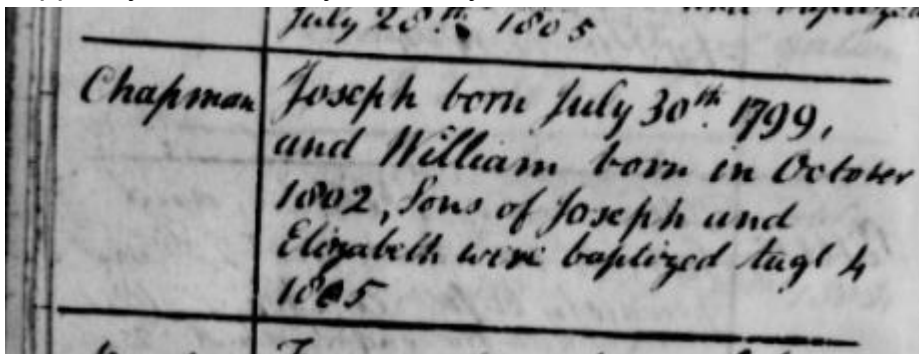 July 28th 1805
Chapman
Joseph born July 30th 1799,
and William born in October
1802, Sons of Joseph and
Elizabeth were baptized Augt 4
1805